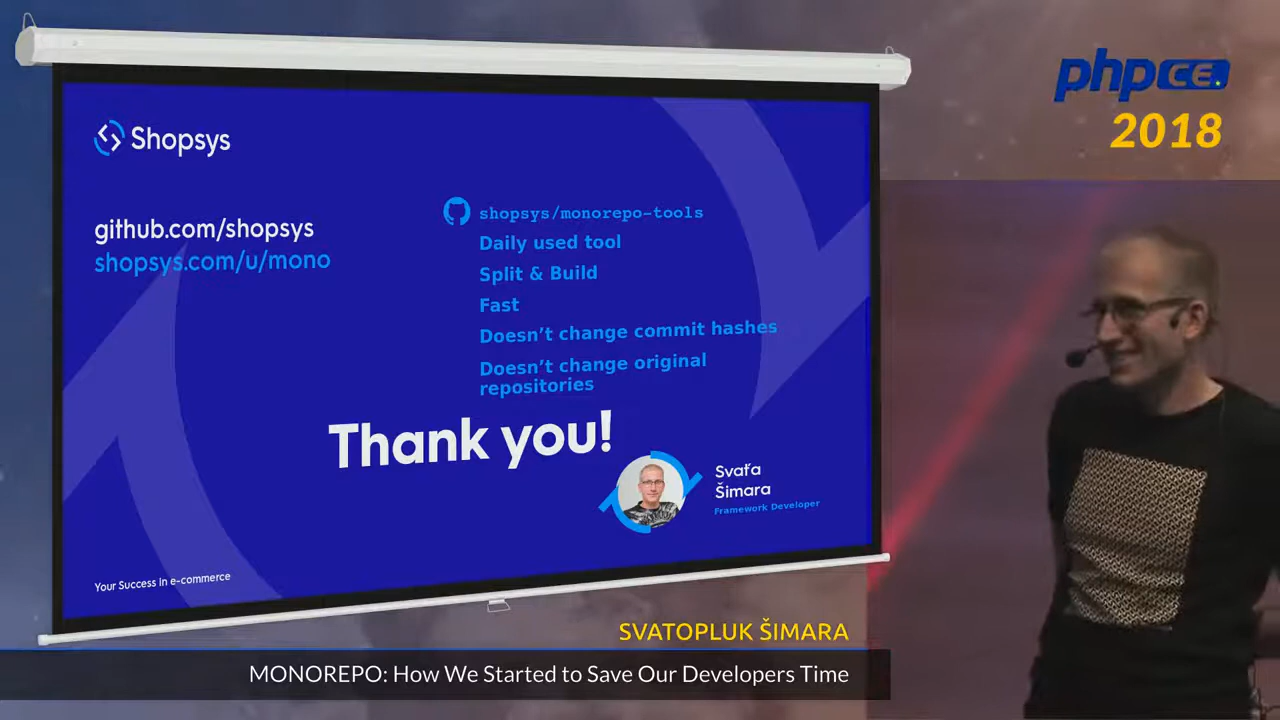 Shopsys
github.com/shopsys
shopsys.com/u/mono
shopsys/monorepo-tools
Daily used tool
Split & Build
Fast
Doesn't change commit hashes
Doesn't change original
repositories
Thank you!
Svaťa
Šimara
Framework Developer
Your Success in e-commerce
phpCE.
2018
SVATOPLUK ŠIMARA
MONOREPO: How We Started to Save Our Developers Time